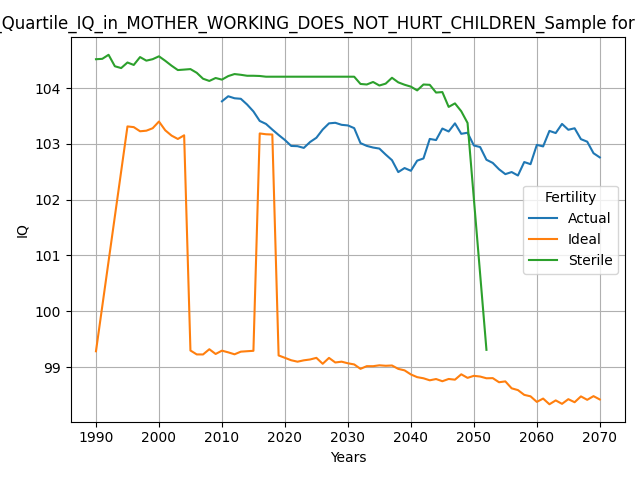 _Quartile_IQ_in_MOTHER_WORKING_DOES_NOT_HURT_CHILDREN_Sample for
104
103
102
101
100
99
IQ
Fertility
Actual
Ideal
Sterile
1990 2000 2010 2020 2030 2040 2050 2060 2070
Years